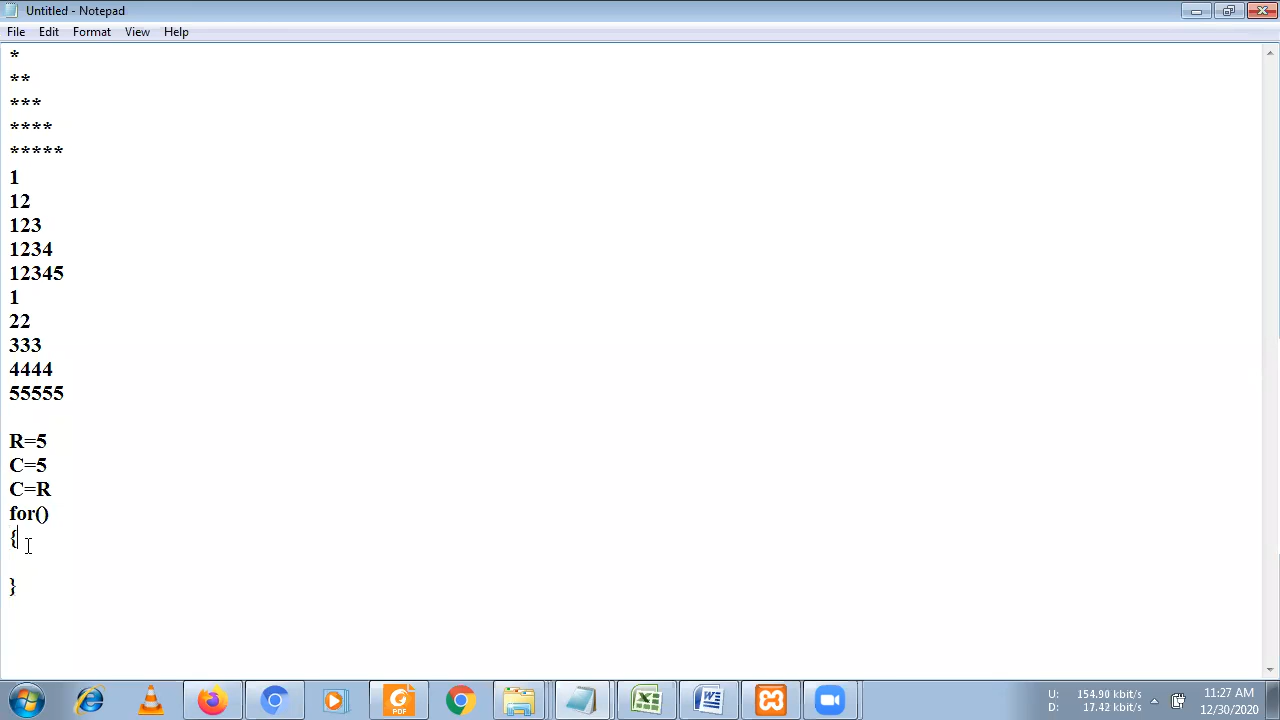 Untitled - Notepad
File Edit Format View Help
*
**
***
****
*****
1
12
123
1234
12345
1
22
333
4444
55555
R=5
C=5
C=R
for()
{
}
PDF
U: 154.90 kbit/s
D: 17.42 kbit/s
11:27 AM
12/30/2020